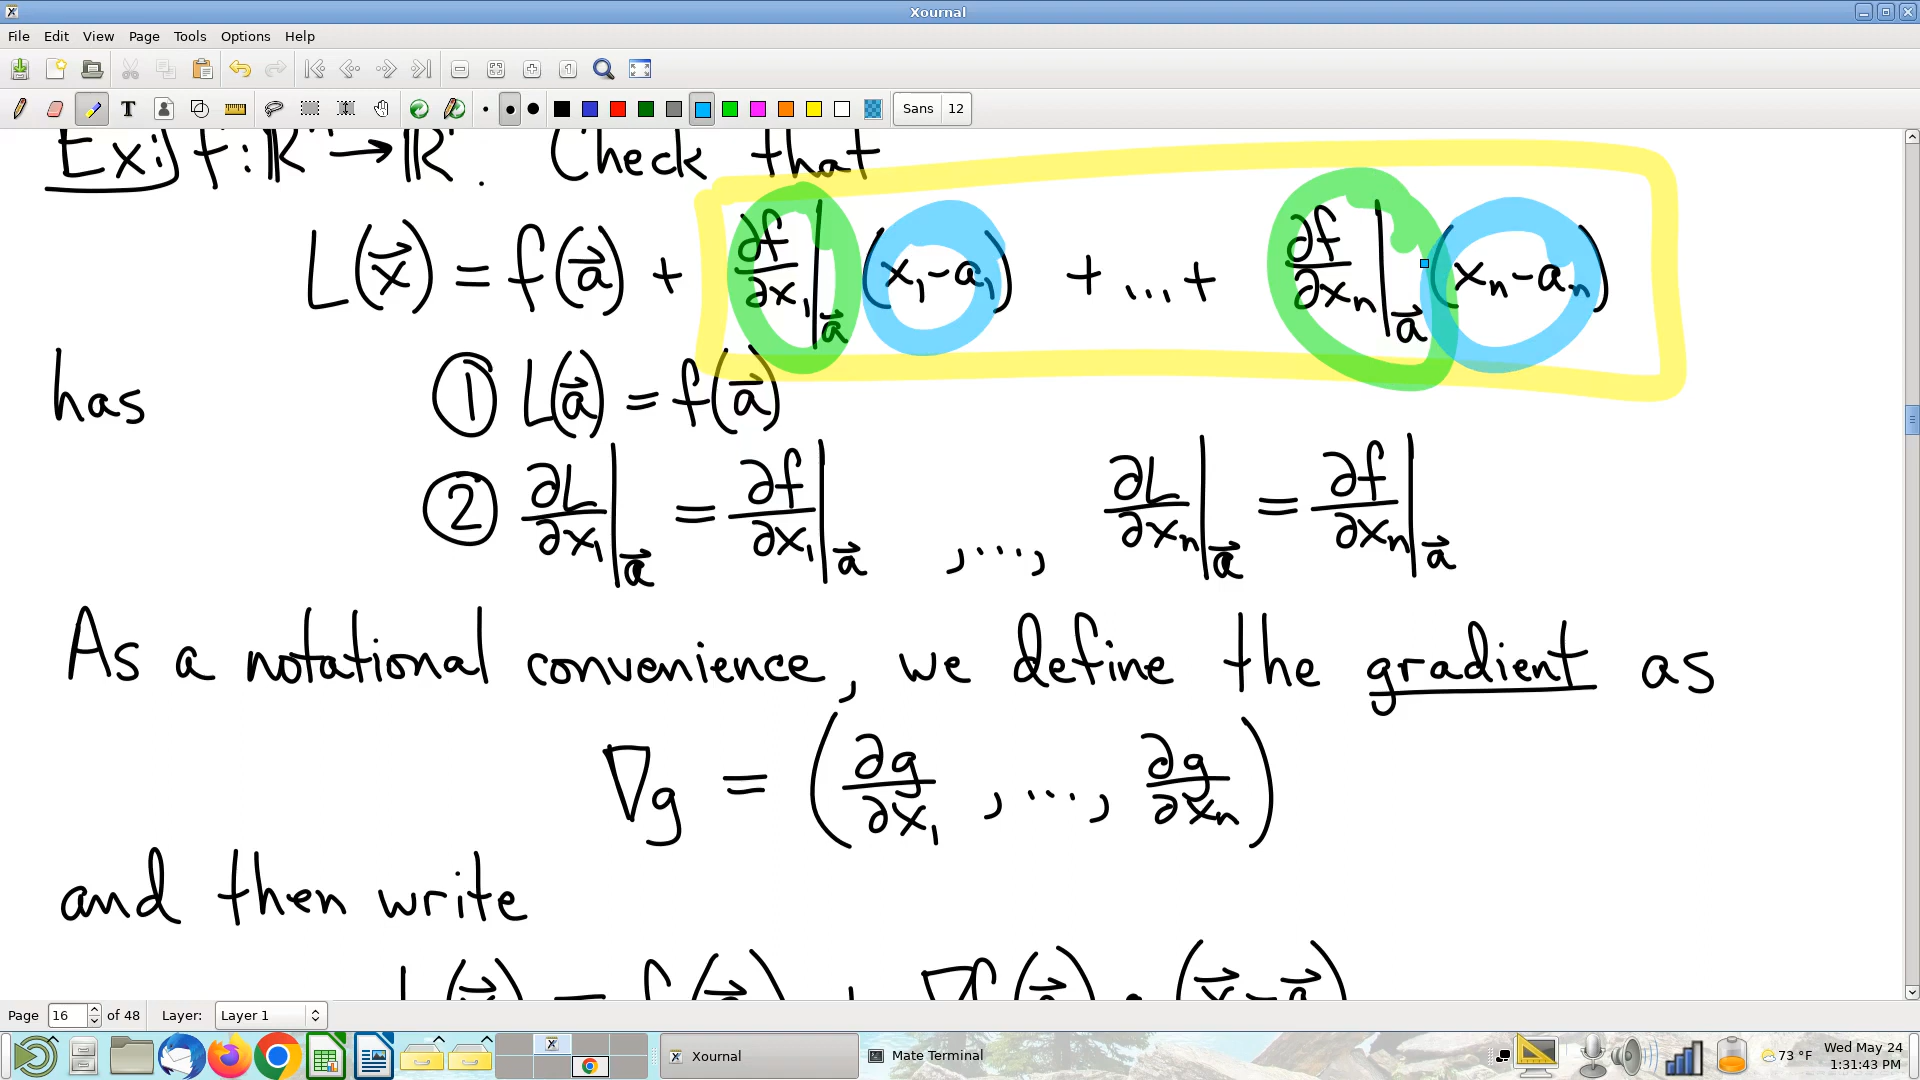 Xournal
File Edit View Page Tools Options Help
Sans 12
Ex: f: ℝⁿ → ℝ¹. Check that
L(x⃗) = f(a⃗) + ∂f/∂x₁|a⃗ (x₁-a₁) + ... + ∂f/∂xₙ|a⃗ (xₙ-aₙ)
has ① L(a⃗) = f(a⃗)
② ∂L/∂x₁|a⃗ = ∂f/∂x₁|a⃗ , ..., ∂L/∂xₙ|a⃗ = ∂f/∂xₙ|a⃗
As a notational convenience, we define the gradient as
∇g = (∂g/∂x₁, ..., ∂g/∂xₙ)
and then write
L(x⃗) = f(a⃗) + ∇f(a⃗) • (x⃗-a⃗)
Page 16 of 48 Layer: Layer 1
Xournal Mate Terminal 73 °F Wed May 24
1:31:43 PM